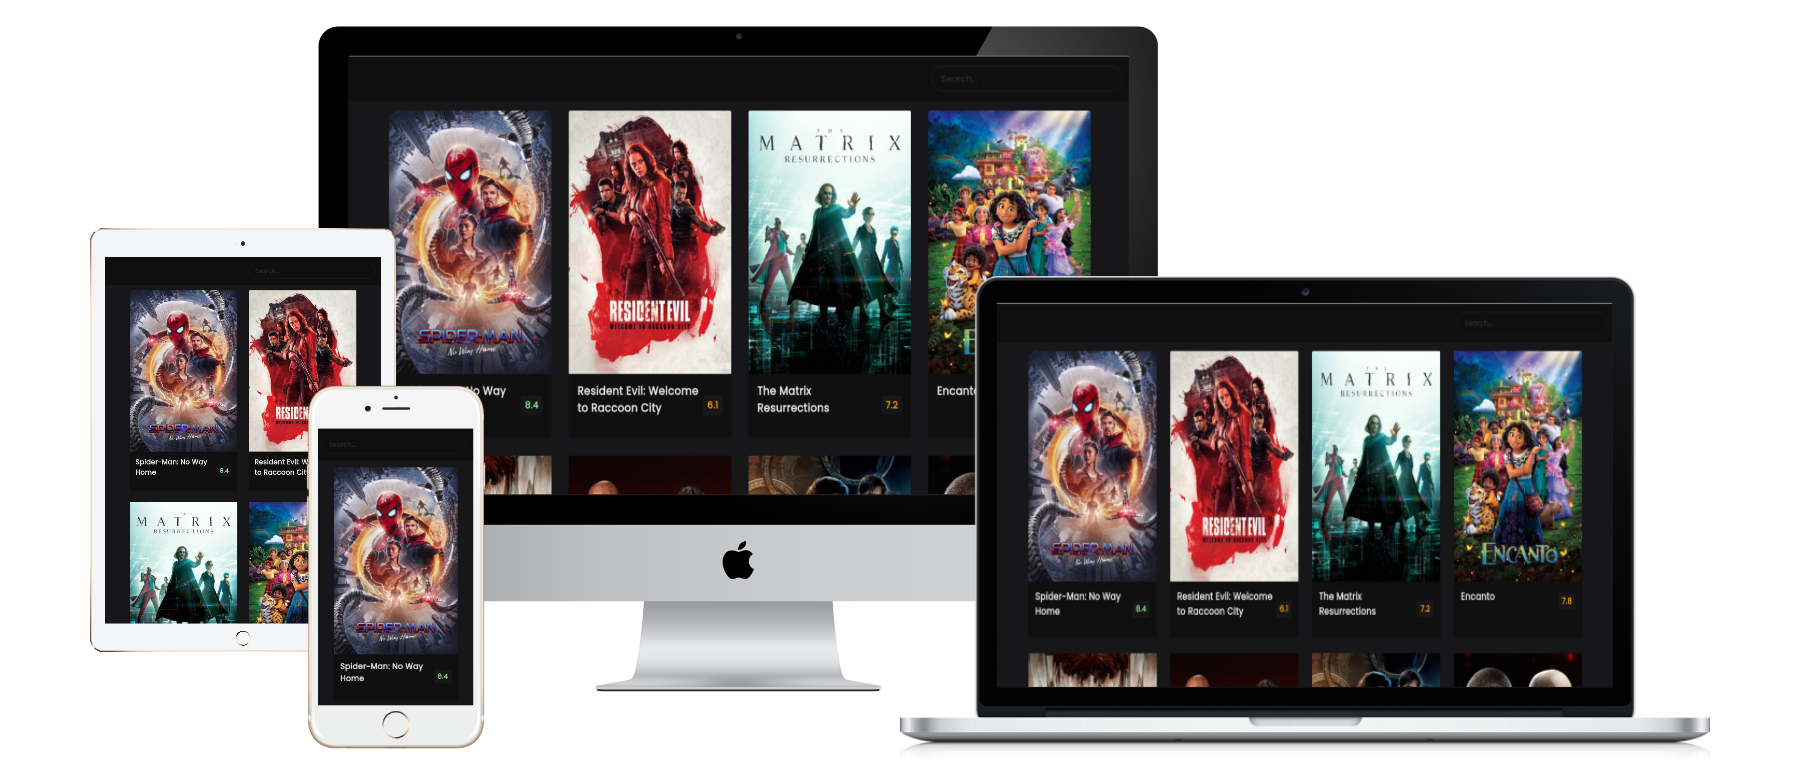 Search...
THE
MATRIX
RESURRECTIONS
SPIDER-MAN
No Way Home
RESIDENT EVIL
WELCOME TO RACCOON CITY
E
No Way
8.4
Resident Evil: Welcome
to Raccoon City
6.1
The Matrix
Resurrections
7.2
Encanto
Search...
SPIDER-MAN
No Way Home
RESIDENT
Spider-Man: No Way
Home
8.4
Resident Evil: W
to Raccoon Cit
MATRIX
RESURRECTIONS
Search...
SPIDER-MAN
No Way Home
Spider-Man: No Way
Home
8.4
Search...
THE
MATRIX
RESURRECTIONS
SPIDER-MAN
No Way Home
RESIDENT EVIL
WELCOME TO RACCOON CITY
ENCANTO
Spider-Man: No Way
Home
8.4
Resident Evil: Welcome
to Raccoon City
6.1
The Matrix
Resurrections
7.2
Encanto
7.8